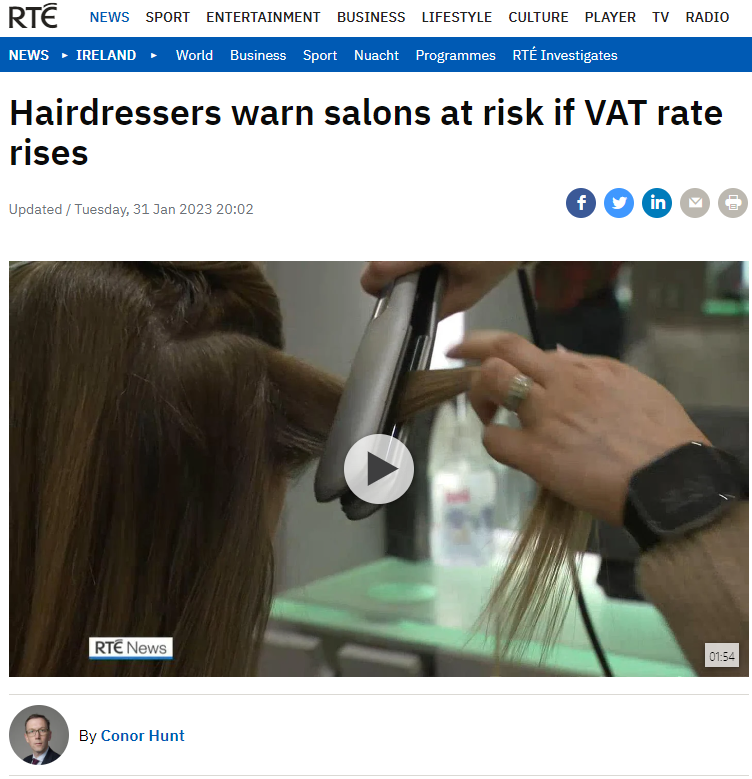 RTÉ NEWS SPORT ENTERTAINMENT BUSINESS LIFESTYLE CULTURE PLAYER TV RADIO
NEWS ▸ IRELAND ▸ World Business Sport Nuacht Programmes RTÉ Investigates
Hairdressers warn salons at risk if VAT rate
rises
Updated / Tuesday, 31 Jan 2023 20:02
RTÉ News
01:54
By Conor Hunt